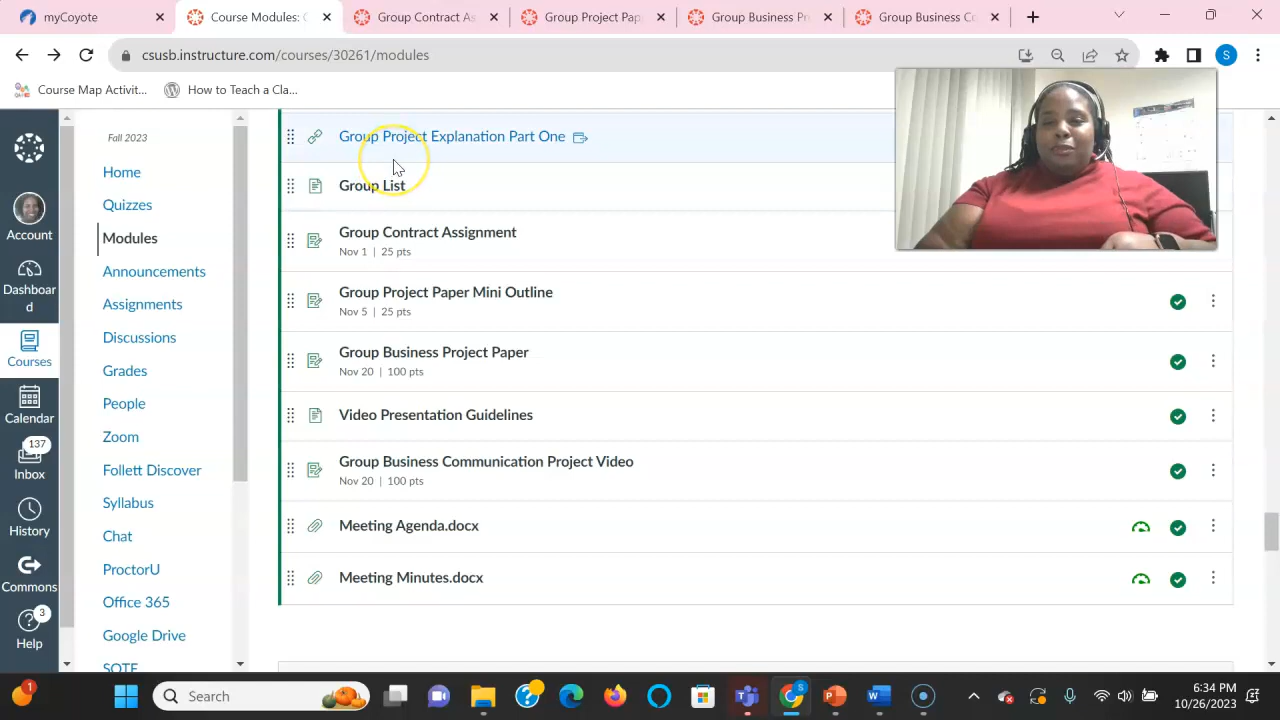 myCoyote
Course Modules: C
Group Contract As
Group Project Pap
Group Business Pr
Group Business Co
csusb.instructure.com/courses/30261/modules
S
Course Map Activit...
How to Teach a Cla...
Fall 2023
Home
Quizzes
Modules
Announcements
Assignments
Discussions
Grades
People
Zoom
Follett Discover
Syllabus
Chat
ProctorU
Office 365
Google Drive
SOTE
Account
Dashboar
d
Courses
Calendar
137
Inbox
History
Commons
3
Help
Group Project Explanation Part One
Group List
Group Contract Assignment
Nov 1 | 25 pts
Group Project Paper Mini Outline
Nov 5 | 25 pts
Group Business Project Paper
Nov 20 | 100 pts
Video Presentation Guidelines
Group Business Communication Project Video
Nov 20 | 100 pts
Meeting Agenda.docx
Meeting Minutes.docx
1
Search
S
6:34 PM
10/26/2023